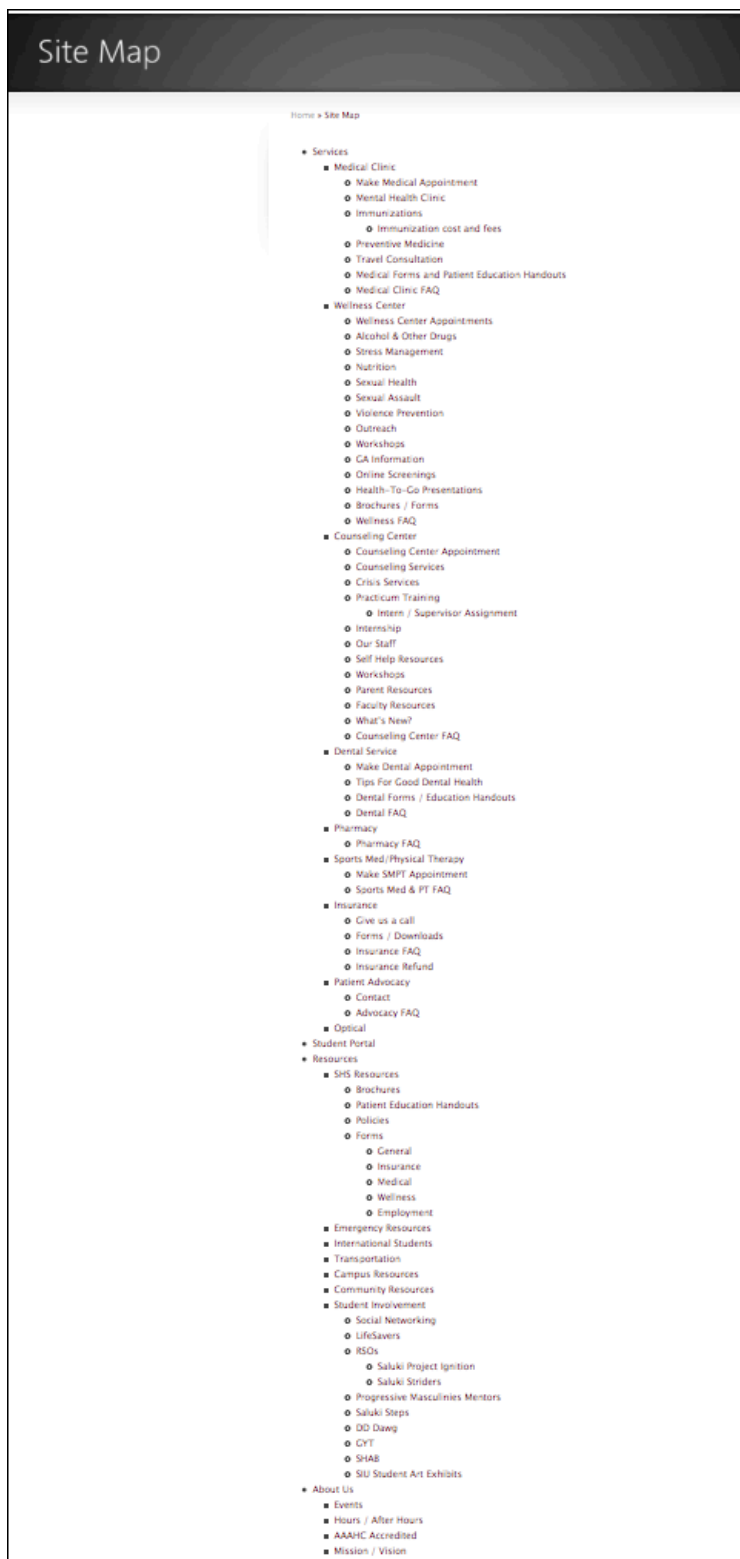 Site Map
Home » Site Map
Services
Medical Clinic
Make Medical Appointment
Mental Health Clinic
Immunizations
Immunization cost and fees
Preventive Medicine
Travel Consultation
Medical Forms and Patient Education Handouts
Medical Clinic FAQ
Wellness Center
Wellness Center Appointments
Alcohol & Other Drugs
Stress Management
Nutrition
Sexual Health
Sexual Assault
Violence Prevention
Outreach
Workshops
GA Information
Online Screenings
Health-To-Go Presentations
Brochures / Forms
Wellness FAQ
Counseling Center
Counseling Center Appointment
Counseling Services
Crisis Services
Practicum Training
Intern / Supervisor Assignment
Internship
Our Staff
Self Help Resources
Workshops
Parent Resources
Faculty Resources
What's New?
Counseling Center FAQ
Dental Service
Make Dental Appointment
Tips For Good Dental Health
Dental Forms / Education Handouts
Dental FAQ
Pharmacy
Pharmacy FAQ
Sports Med/Physical Therapy
Make SMPT Appointment
Sports Med & PT FAQ
Insurance
Give us a call
Forms / Downloads
Insurance FAQ
Insurance Refund
Patient Advocacy
Contact
Advocacy FAQ
Optical
Student Portal
Resources
SHS Resources
Brochures
Patient Education Handouts
Policies
Forms
General
Insurance
Medical
Wellness
Employment
Emergency Resources
International Students
Transportation
Campus Resources
Community Resources
Student Involvement
Social Networking
LifeSavers
RSOs
Saluki Project Ignition
Saluki Striders
Progressive Masculinies Mentors
Saluki Steps
DD Dawg
GYT
SHAB
SIU Student Art Exhibits
About Us
Events
Hours / After Hours
AAAHC Accredited
Mission / Vision